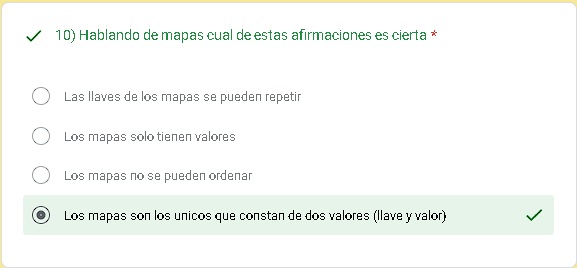 10) Hablando de mapas cual de estas afirmaciones es cierta *
Las llaves de los mapas se pueden repetir
Los mapas solo tienen valores
Los mapas no se pueden ordenar
Los mapas son los unicos que constan de dos valores (llave y valor)